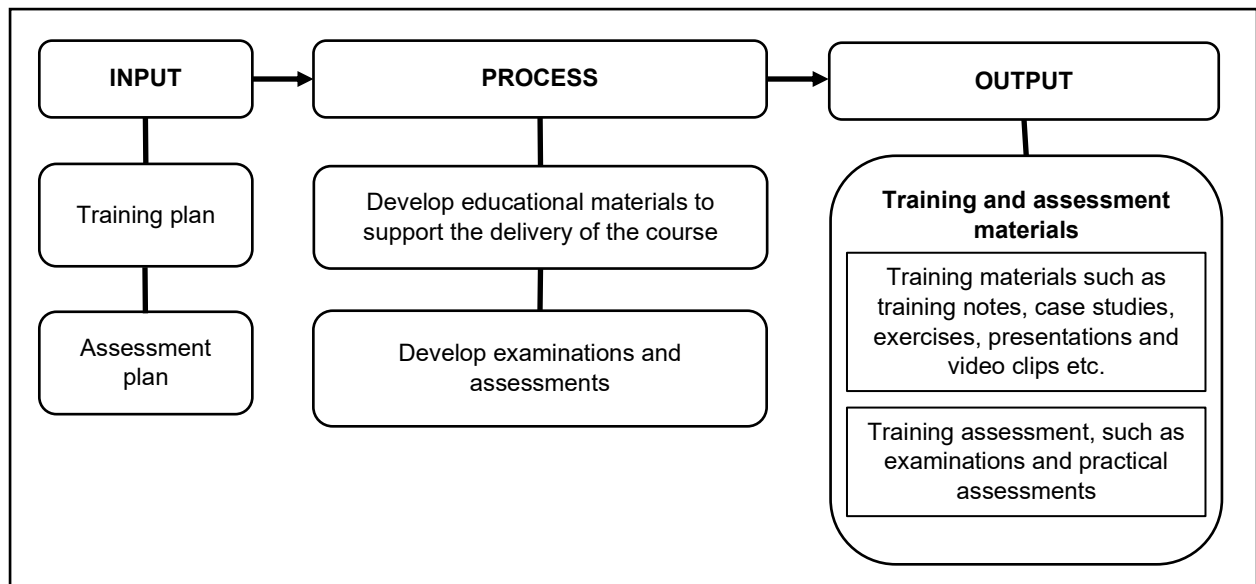 INPUT
PROCESS
OUTPUT
Training plan
Assessment
plan
Develop educational materials to
support the delivery of the course
Develop examinations and
assessments
Training and assessment
materials
Training materials such as
training notes, case studies,
exercises, presentations and
video clips etc.
Training assessment, such as
examinations and practical
assessments